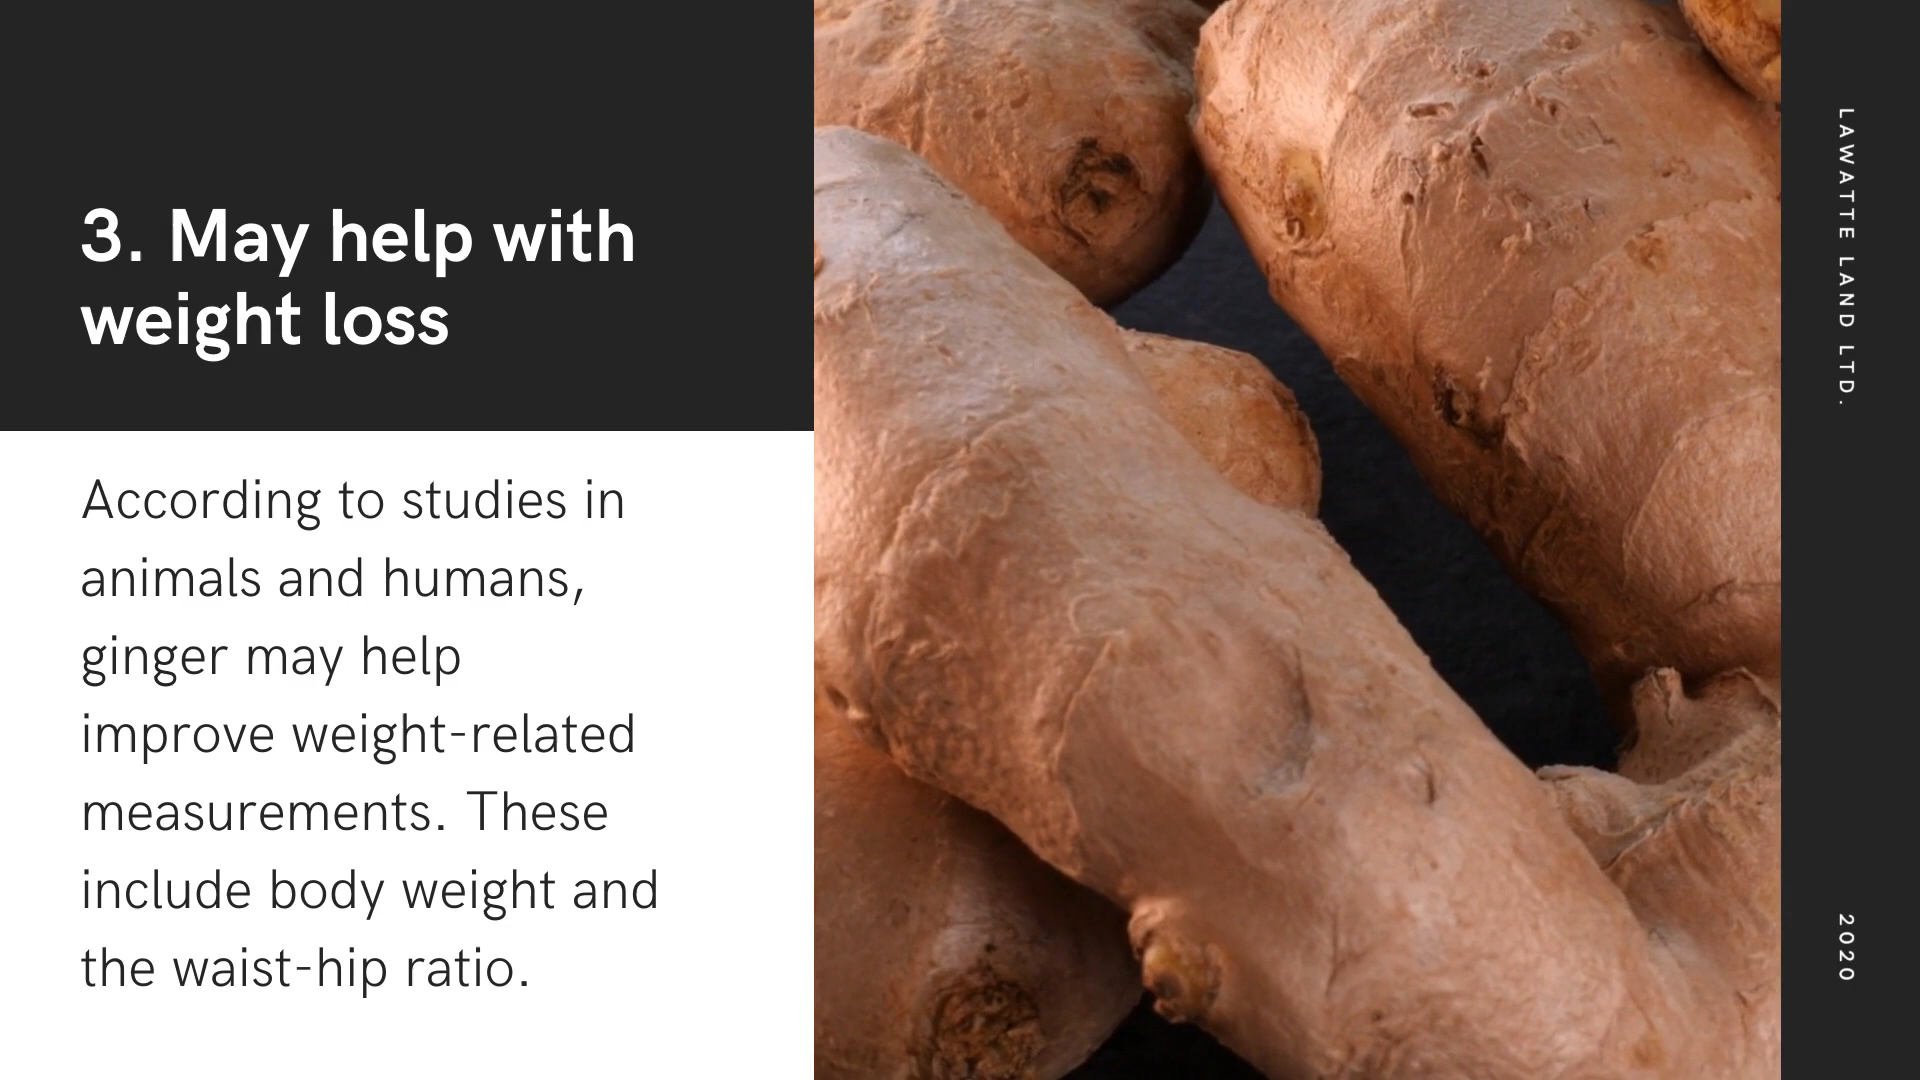 3. May help with
weight loss
According to studies in
animals and humans,
ginger may help
improve weight-related
measurements. These
include body weight and
the waist-hip ratio.
LAWATTE LAND LTD.
2020